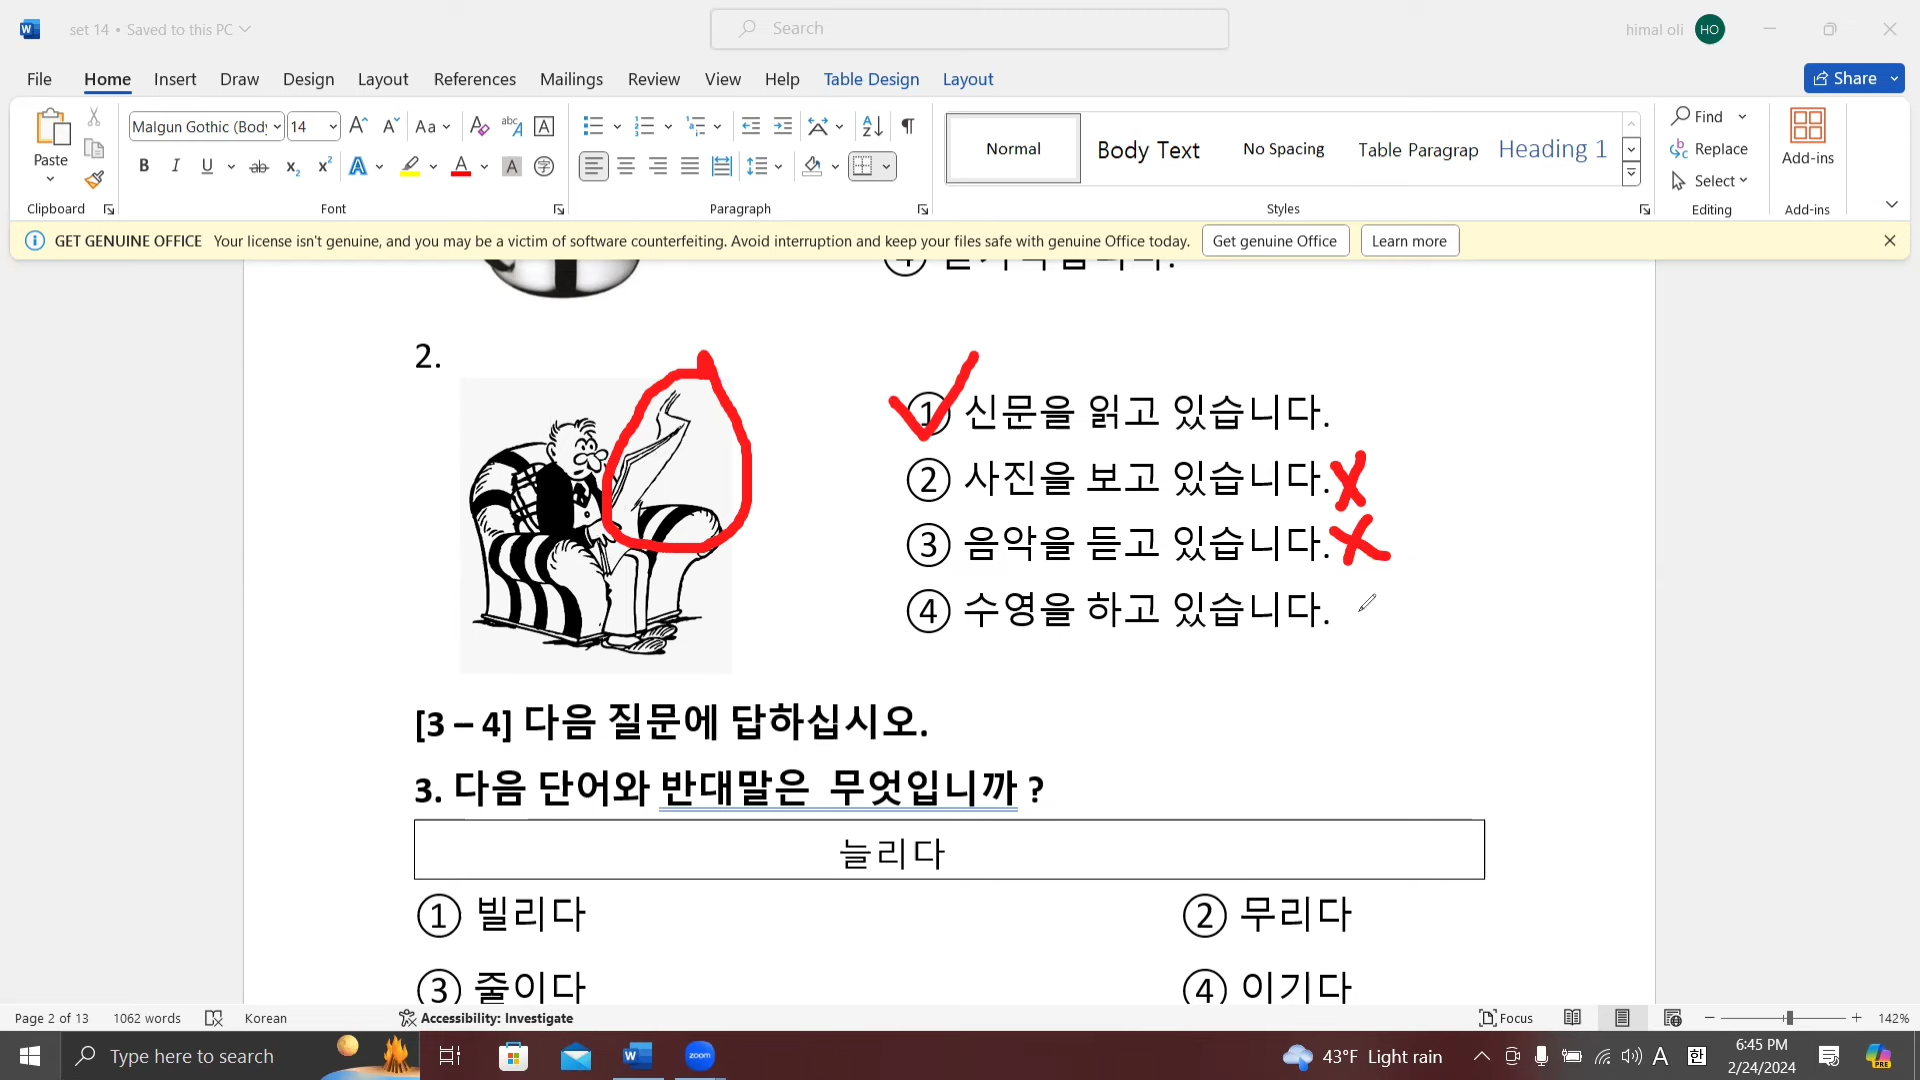 set 14 • Saved to this PC
Search
himal oli HO
File Home Insert Draw Design Layout References Mailings Review View Help Table Design Layout Share
Paste
Malgun Gothic (Body 14
Normal Body Text No Spacing Table Paragrap Heading 1
Find
Replace
Select
Add-ins
Clipboard Font Paragraph Styles Editing Add-ins
GET GENUINE OFFICE Your license isn't genuine, and you may be a victim of software counterfeiting. Avoid interruption and keep your files safe with genuine Office today. Get genuine Office Learn more
2.
① 신문을 읽고 있습니다.
② 사진을 보고 있습니다.
③ 음악을 듣고 있습니다.
④ 수영을 하고 있습니다.
[3 – 4] 다음 질문에 답하십시오.
3. 다음 단어와 반대말은 무엇입니까 ?
늘리다
① 빌리다 ② 무리다
③ 줄이다 ④ 이기다
Page 2 of 13 1062 words Korean Accessibility: Investigate Focus 142%
Type here to search
zoom
43°F Light rain
A 한
6:45 PM
2/24/2024